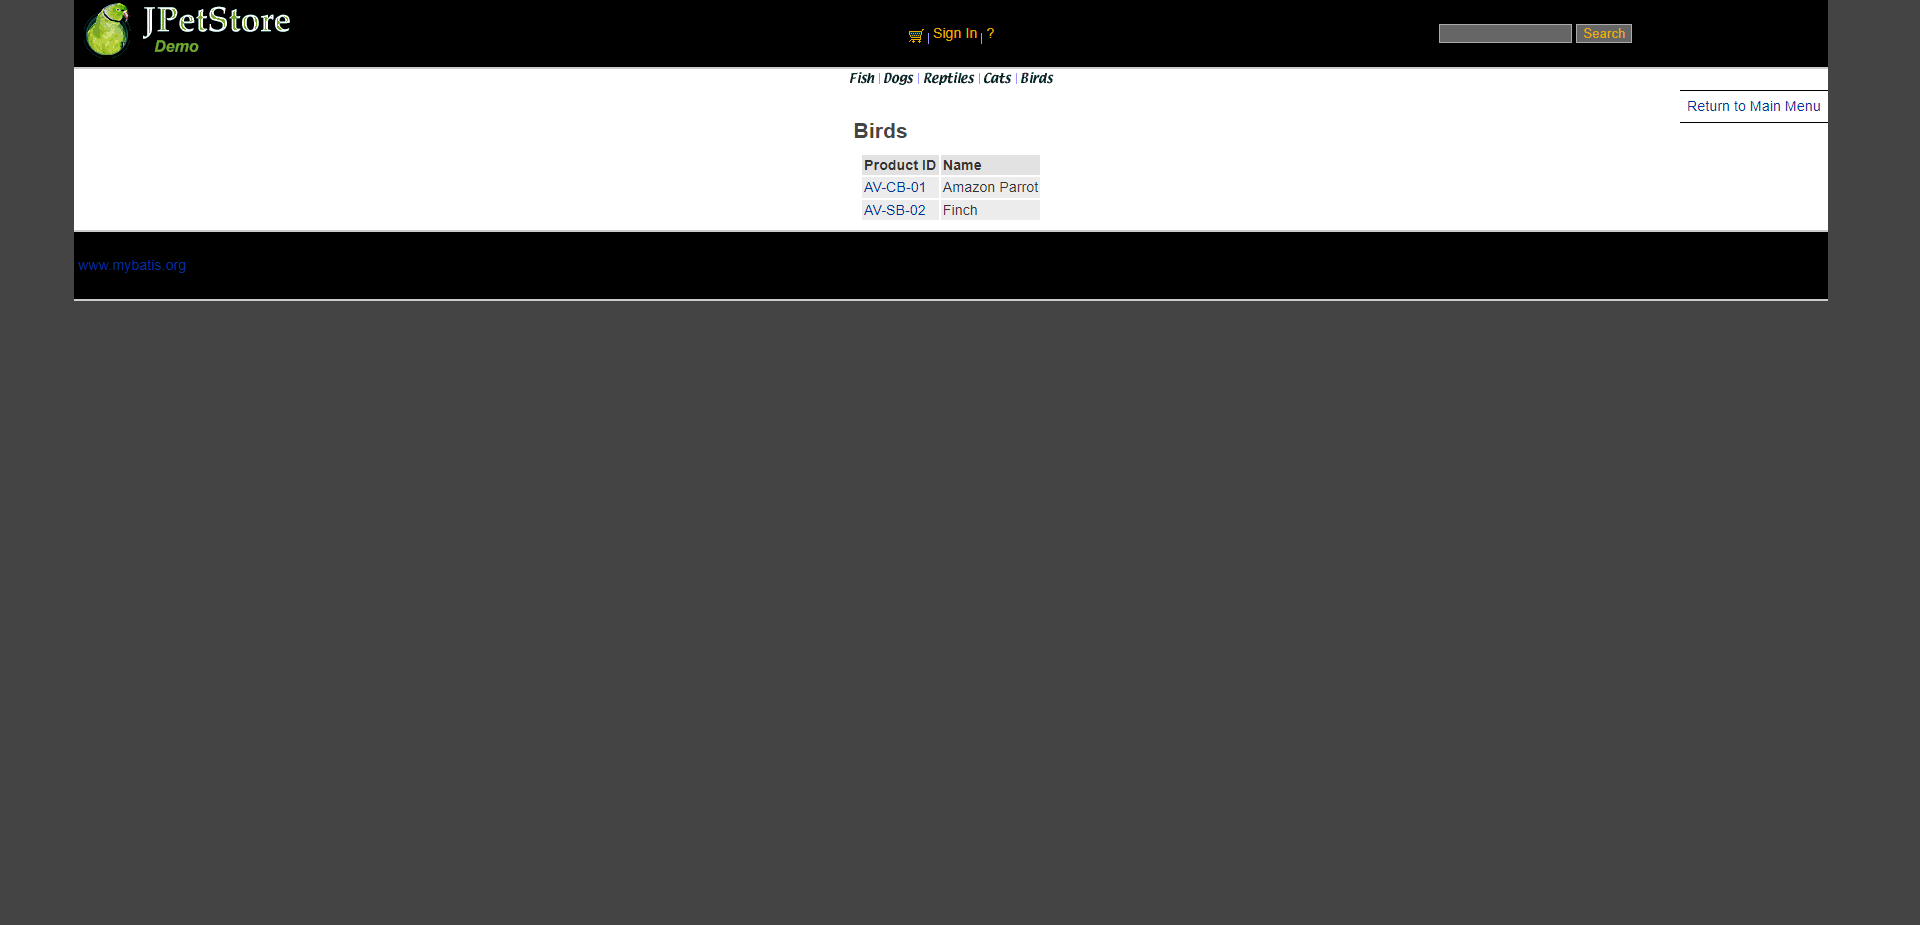 JPetStore
Demo
Sign In | ?
Search
Fish | Dogs | Reptiles | Cats | Birds
Return to Main Menu
Birds
Product ID Name
AV-CB-01 Amazon Parrot
AV-SB-02 Finch
www.mybatis.org